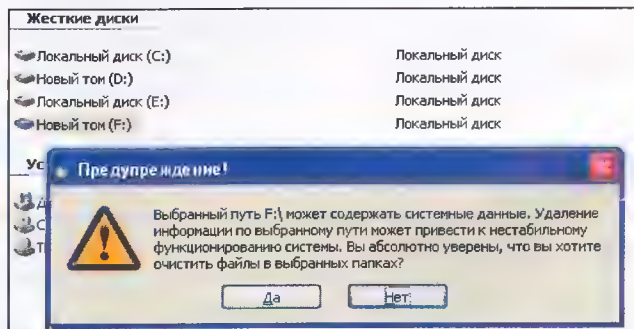 Жесткие диски
Локальный диск (C:) Локальный диск
Новый том (D:) Локальный диск
Локальный диск (E:) Локальный диск
Новый том (F:) Локальный диск
Ус
Предупреждение!
Д
С
Т
Выбранный путь F:\ может содержать системные данные. Удаление
информации по выбранному пути может привести к нестабильному
функционированию системы. Вы абсолютно уверены, что вы хотите
очистить файлы в выбранных папках?
Да Нет